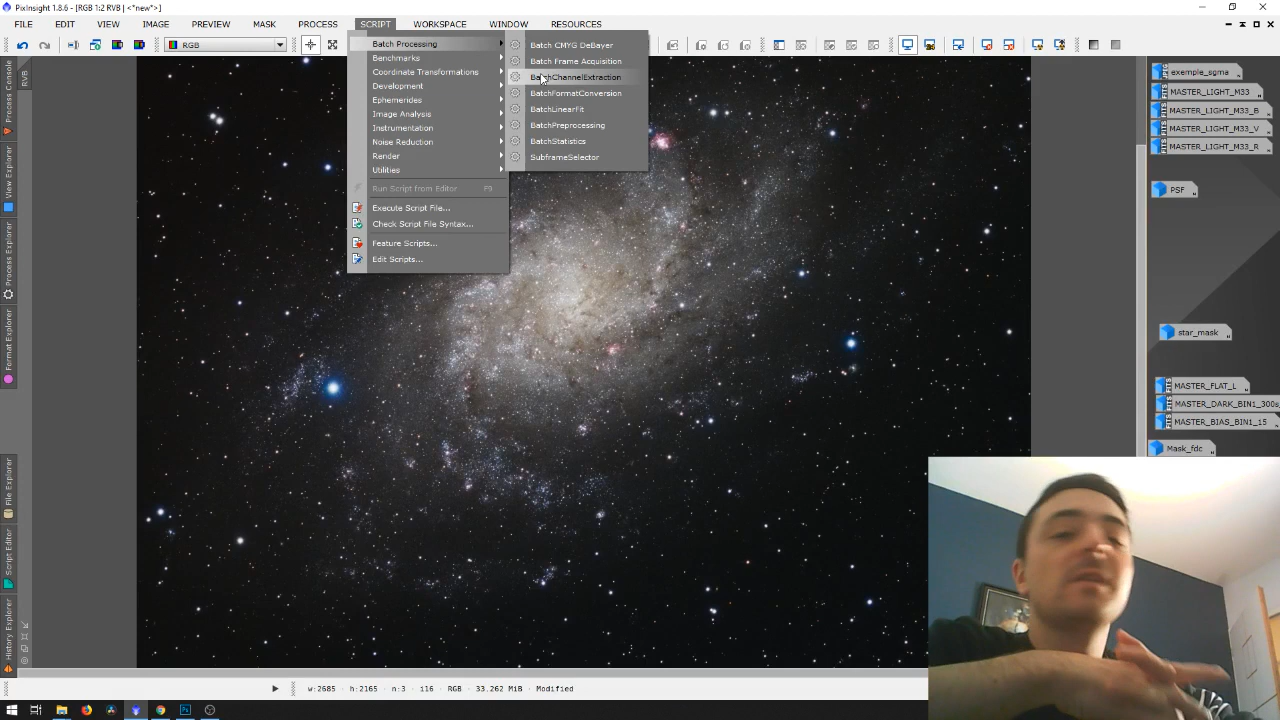 PixInsight 1.8.6 - [RGB 1:2 RVB | <*new*>]
FILE EDIT VIEW IMAGE PREVIEW MASK PROCESS SCRIPT WORKSPACE WINDOW RESOURCES
RGB
Batch Processing
Benchmarks
Coordinate Transformations
Development
Ephemerides
Image Analysis
Instrumentation
Noise Reduction
Render
Utilities
Run Script from Editor F9
Execute Script File...
Check Script File Syntax...
Feature Scripts...
Edit Scripts...
Batch CMYG DeBayer
Batch Frame Acquisition
BatchChannelExtraction
BatchFormatConversion
BatchLinearFit
BatchPreprocessing
BatchStatistics
SubframeSelector
RVB
Process Console
View Explorer
Process Explorer
Format Explorer
File Explorer
Script Editor
History Explorer
exemple_sgma
MASTER_LIGHT_M33
MASTER_LIGHT_M33_B
MASTER_LIGHT_M33_V
MASTER_LIGHT_M33_R
PSF
star_mask
MASTER_FLAT_L
MASTER_DARK_BIN1_300s
MASTER_BIAS_BIN1_15
Mask_fdc
w:2685 · h:2165 · n:3 · i16 · RGB · 33.262 MiB · Modified